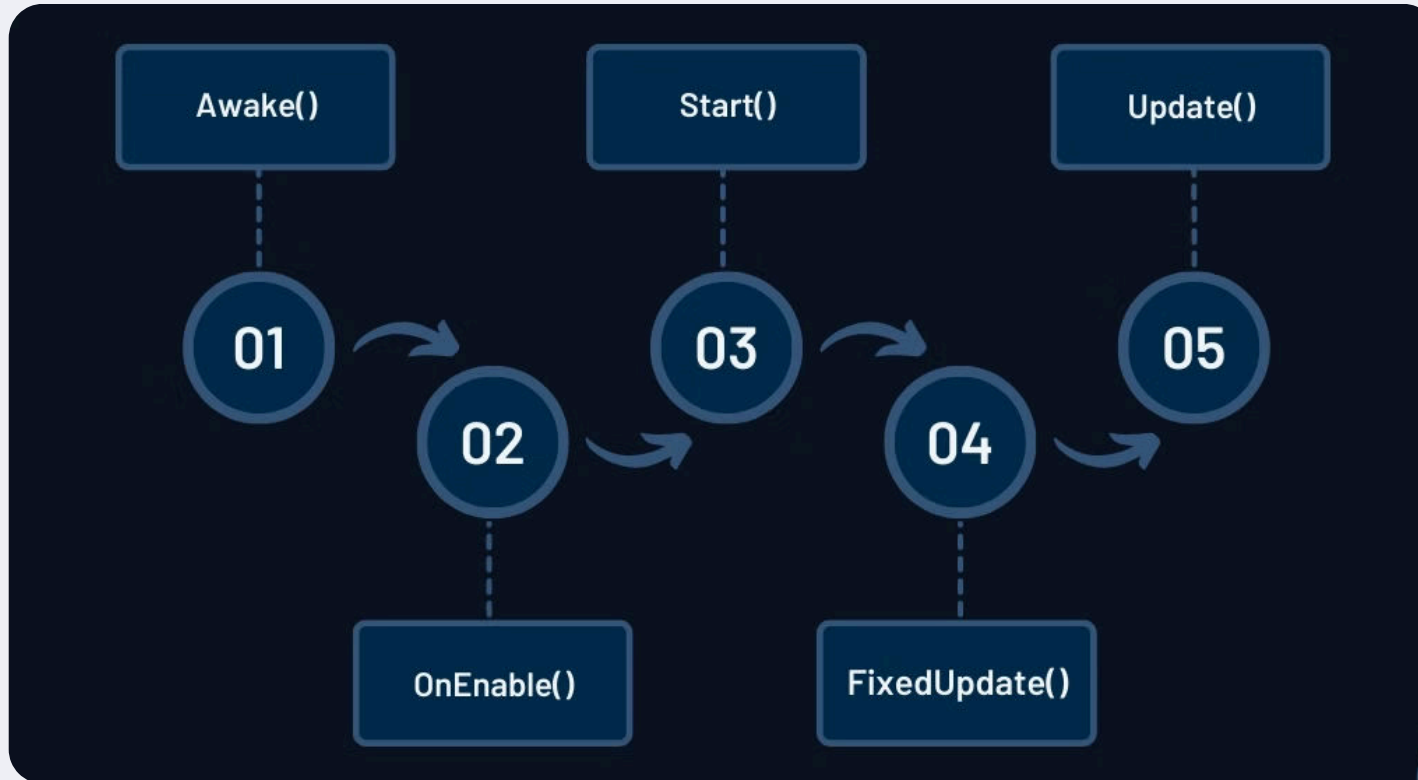 Awake()
Start()
Update()
01
02
03
04
05
OnEnable()
FixedUpdate()